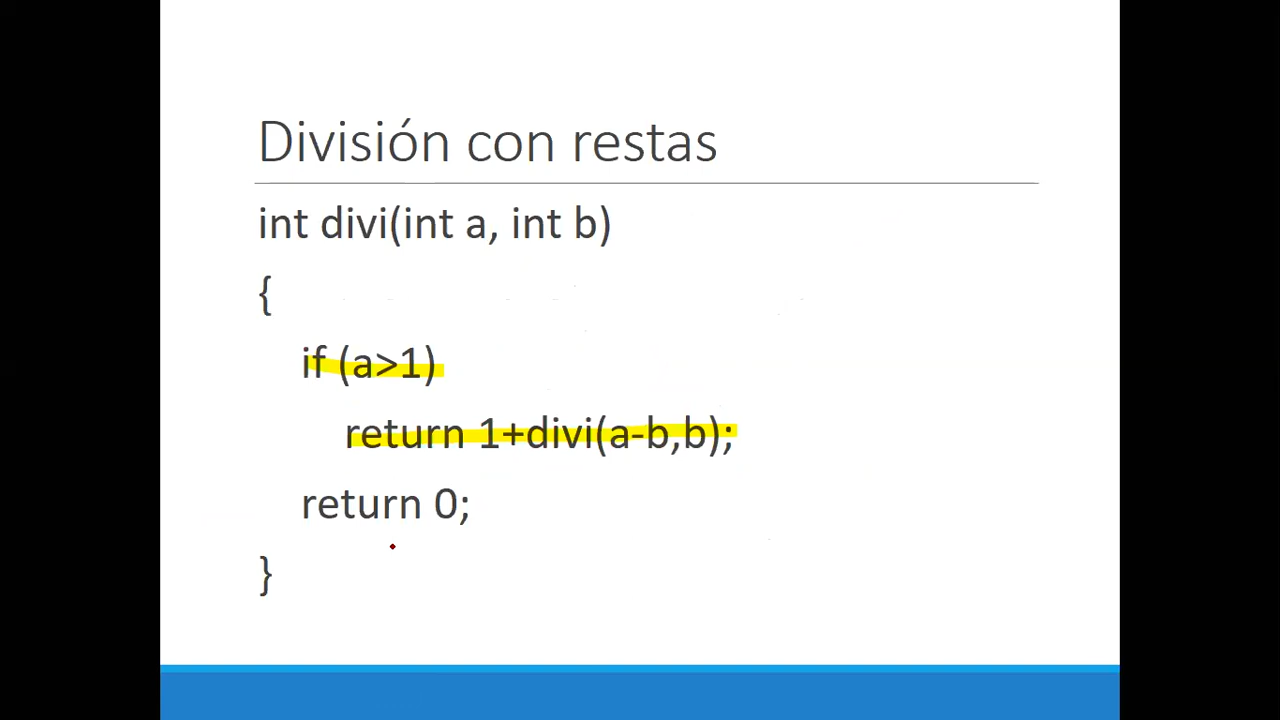 División con restas
int divi(int a, int b)
{
if (a>1)
return 1+divi(a-b,b);
return 0;
}